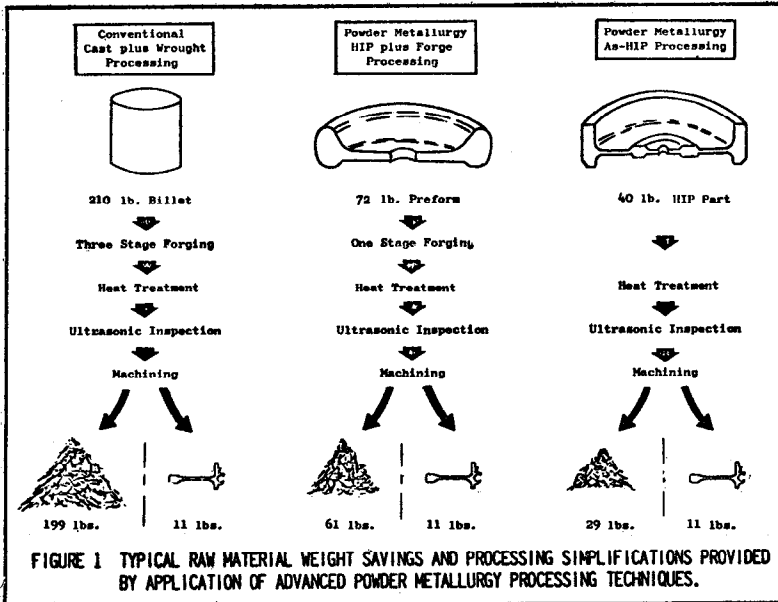 Conventional
Cast plus Wrought
Processing
210 lb. Billet
Three Stage Forging
Heat Treatment
Ultrasonic Inspection
Machining
199 lbs.
11 lbs.
Powder Metallurgy
HIP plus Forge
Processing
72 lb. Preform
One Stage Forging
Heat Treatment
Ultrasonic Inspection
Machining
61 lbs.
11 lbs.
Powder Metallurgy
As-HIP Processing
40 lb. HIP Part
Heat Treatment
Ultrasonic Inspection
Machining
29 lbs.
11 lbs.
FIGURE 1 TYPICAL RAW MATERIAL WEIGHT SAVINGS AND PROCESSING SIMPLIFICATIONS PROVIDED
BY APPLICATION OF ADVANCED POWDER METALLURGY PROCESSING TECHNIQUES.